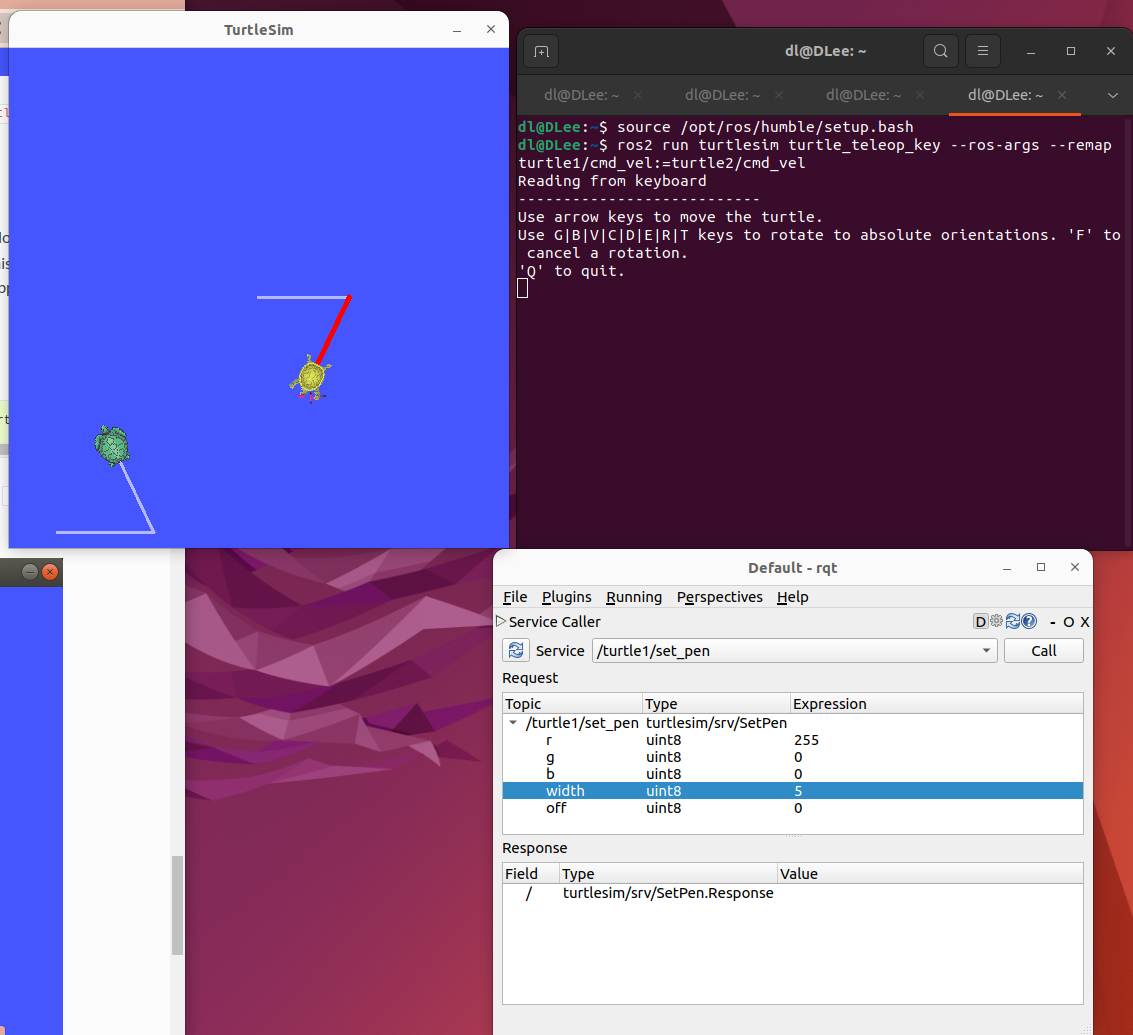 TurtleSim
dl@DLee: ~
dl@DLee: ~
dl@DLee: ~
dl@DLee: ~
dl@DLee: ~
dl@DLee:~$ source /opt/ros/humble/setup.bash
dl@DLee:~$ ros2 run turtlesim turtle_teleop_key --ros-args --remap
turtle1/cmd_vel:=turtle2/cmd_vel
Reading from keyboard
---------------------------
Use arrow keys to move the turtle.
Use G|B|V|C|D|E|R|T keys to rotate to absolute orientations. 'F' to
cancel a rotation.
'Q' to quit.
Default - rqt
File Plugins Running Perspectives Help
Service Caller D - O X
Service /turtle1/set_pen Call
Request
Topic Type Expression
/turtle1/set_pen turtlesim/srv/SetPen
r uint8 255
g uint8 0
b uint8 0
width uint8 5
off uint8 0
Response
Field Type Value
/ turtlesim/srv/SetPen.Response